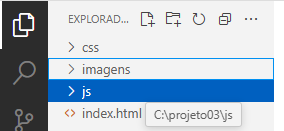 EXPLORAD...
css
imagens
js
index.html
C:\projeto03\js